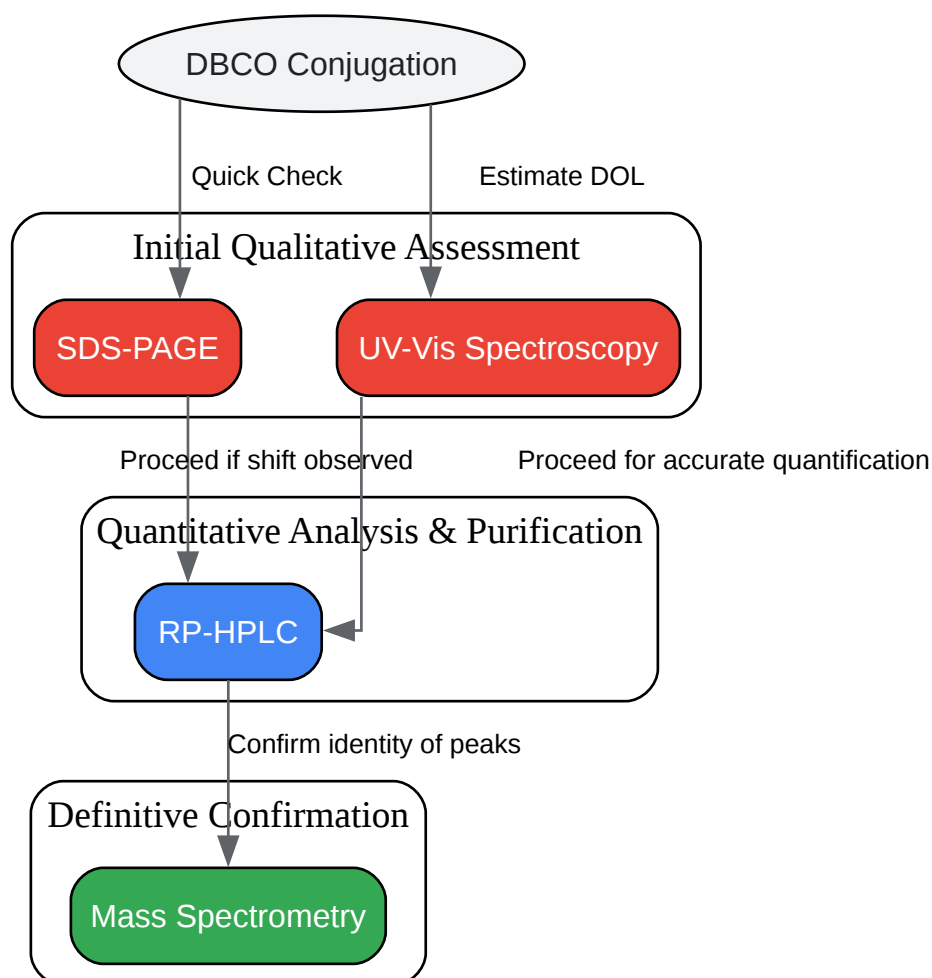 DBCO Conjugation
Quick Check
Estimate DOL
Initial Qualitative Assessment
SDS-PAGE
UV-Vis Spectroscopy
Proceed if shift observed
Proceed for accurate quantification
Quantitative Analysis & Purification
RP-HPLC
Confirm identity of peaks
Definitive Confirmation
Mass Spectrometry